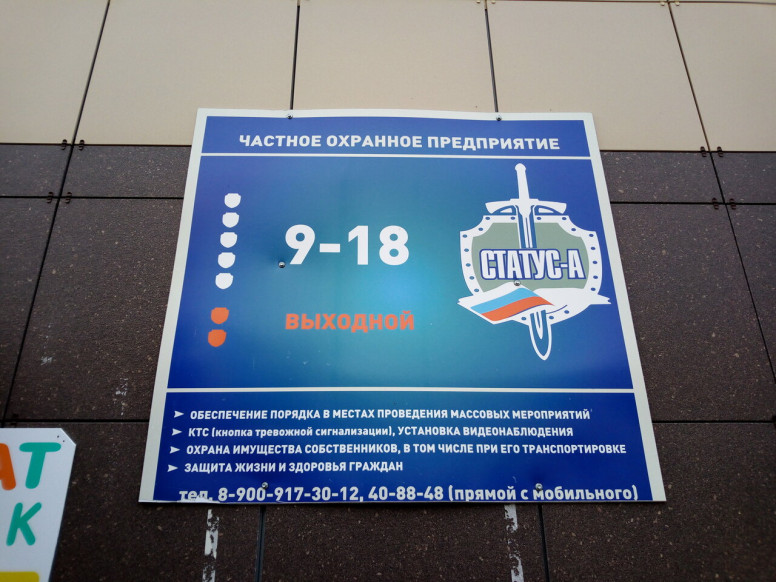 ЧАСТНОЕ ОХРАННОЕ ПРЕДПРИЯТИЕ
9-18
СТАТУС-А
ВЫХОДНОЙ
➤ ОБЕСПЕЧЕНИЕ ПОРЯДКА В МЕСТАХ ПРОВЕДЕНИЯ МАССОВЫХ МЕРОПРИЯТИЙ
➤ КТС (кнопка тревожной сигнализации), УСТАНОВКА ВИДЕОНАБЛЮДЕНИЯ
➤ ОХРАНА ИМУЩЕСТВА СОБСТВЕННИКОВ, В ТОМ ЧИСЛЕ ПРИ ЕГО ТРАНСПОРТИРОВКЕ
➤ ЗАЩИТА ЖИЗНИ И ЗДОРОВЬЯ ГРАЖДАН
тел. 8-900-917-30-12, 40-88-48 (прямой с мобильного)
АТ
К